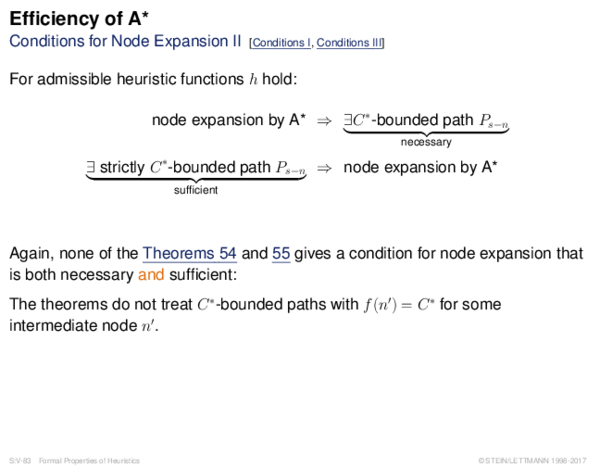 Efficiency of A*
Conditions for Node Expansion II [Conditions I, Conditions III]
For admissible heuristic functions h hold:
node expansion by A* ⇒ ∃C*-bounded path P_{s−n}
necessary
∃ strictly C*-bounded path P_{s−n} ⇒ node expansion by A*
sufficient
Again, none of the Theorems 54 and 55 gives a condition for node expansion that
is both necessary and sufficient:
The theorems do not treat C*-bounded paths with f(n′) = C* for some
intermediate node n′.
S:V-83 Formal Properties of Heuristics ©STEIN/LETTMANN 1998-2017